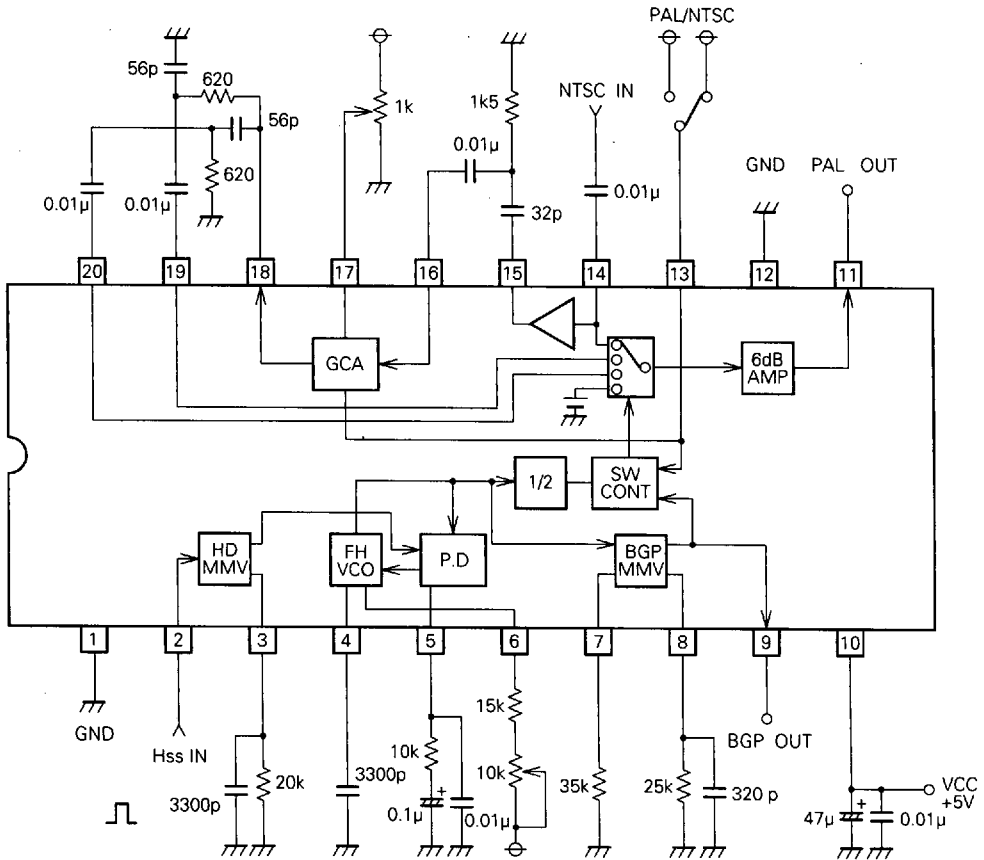 PAL/NTSC
56p
620
56p
620
0.01µ
0.01µ
1k
1k5
0.01µ
32p
NTSC IN
0.01µ
GND
PAL OUT
20
19
18
17
16
15
14
13
12
11
GCA
6dB
AMP
1/2
SW
CONT
HD
MMV
FH
VCO
P.D
BGP
MMV
1
2
3
4
5
6
7
8
9
10
GND
Hss IN
3300p
20k
3300p
10k
0.1µ
+
0.01µ
15k
10k
35k
25k
320 p
BGP OUT
VCC
+5V
47µ
+
0.01µ